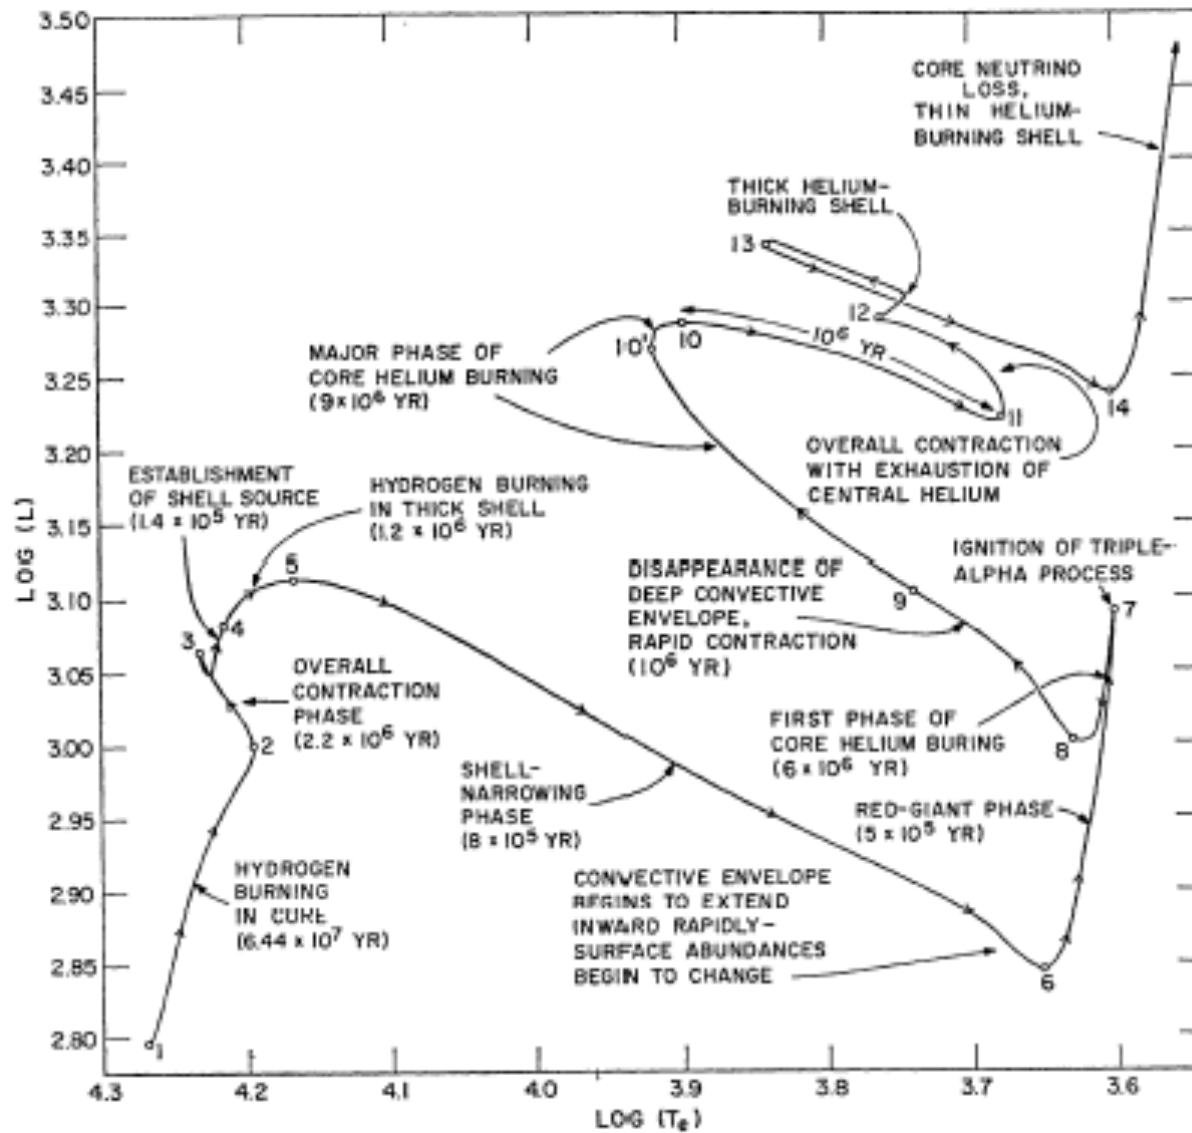 3.50
3.45
3.40
3.35
3.30
3.25
3.20
3.15
3.10
3.05
3.00
2.95
2.90
2.85
2.80
LOG (L)
4.3
4.2
4.1
4.0
3.9
3.8
3.7
3.6
LOG (Te)
CORE NEUTRINO
LOSS,
THIN HELIUM-
BURNING SHELL
THICK HELIUM-
BURNING SHELL
13
12
10'
10
10⁶ YR
11
14
MAJOR PHASE OF
CORE HELIUM BURNING
(9 × 10⁶ YR)
OVERALL CONTRACTION
WITH EXHAUSTION OF
CENTRAL HELIUM
ESTABLISHMENT
OF SHELL SOURCE
(1.4 × 10⁵ YR)
HYDROGEN BURNING
IN THICK SHELL
(1.2 × 10⁶ YR)
5
4
3
2
1
OVERALL
CONTRACTION
PHASE
(2.2 × 10⁶ YR)
DISAPPEARANCE OF
DEEP CONVECTIVE
ENVELOPE,
RAPID CONTRACTION
(10⁶ YR)
9
IGNITION OF TRIPLE-
ALPHA PROCESS
7
FIRST PHASE OF
CORE HELIUM BURING
(6 × 10⁶ YR)
8
SHELL-
NARROWING
PHASE
(8 × 10⁵ YR)
RED-GIANT PHASE
(5 × 10⁵ YR)
HYDROGEN
BURNING
IN CORE
(6.44 × 10⁷ YR)
CONVECTIVE ENVELOPE
BEGINS TO EXTEND
INWARD RAPIDLY-
SURFACE ABUNDANCES
BEGIN TO CHANGE
6